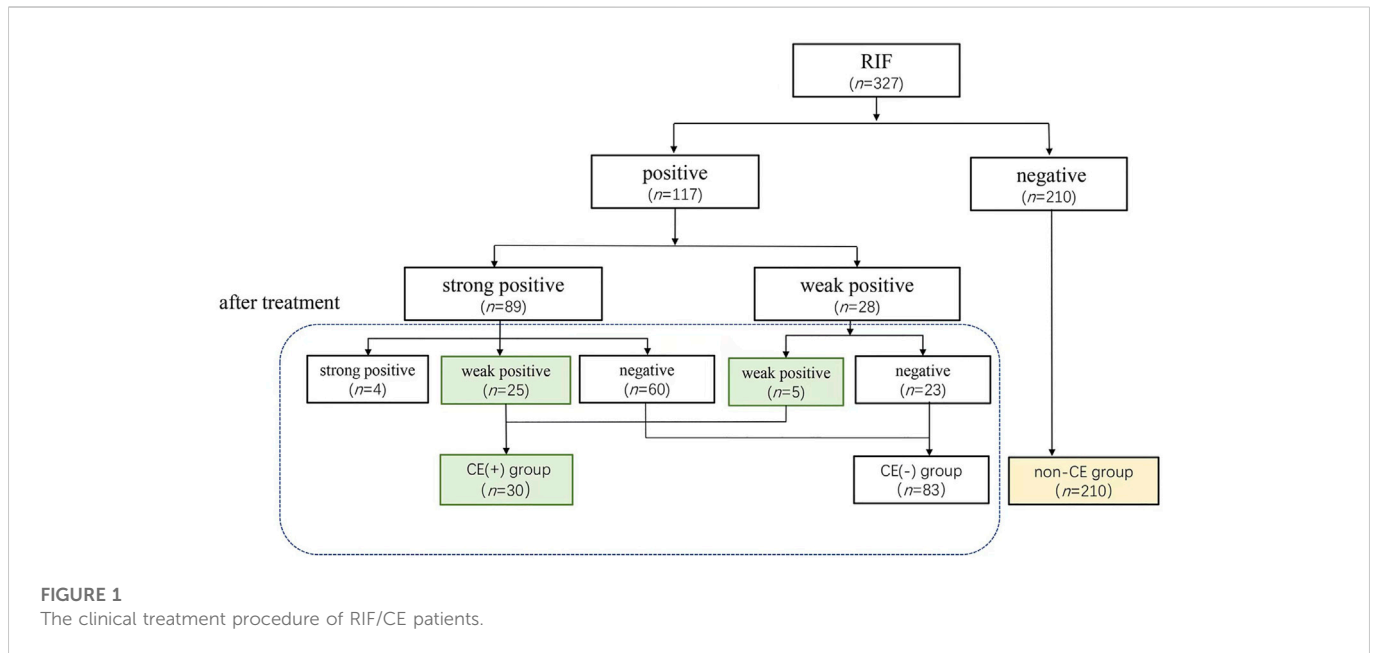 RIF
(n=327)
positive
(n=117)
negative
(n=210)
strong positive
(n=89)
weak positive
(n=28)
after treatment
strong positive
(n=4)
weak positive
(n=25)
negative
(n=60)
weak positive
(n=5)
negative
(n=23)
CE(+) group
(n=30)
CE(-) group
(n=83)
non-CE group
(n=210)
FIGURE 1
The clinical treatment procedure of RIF/CE patients.